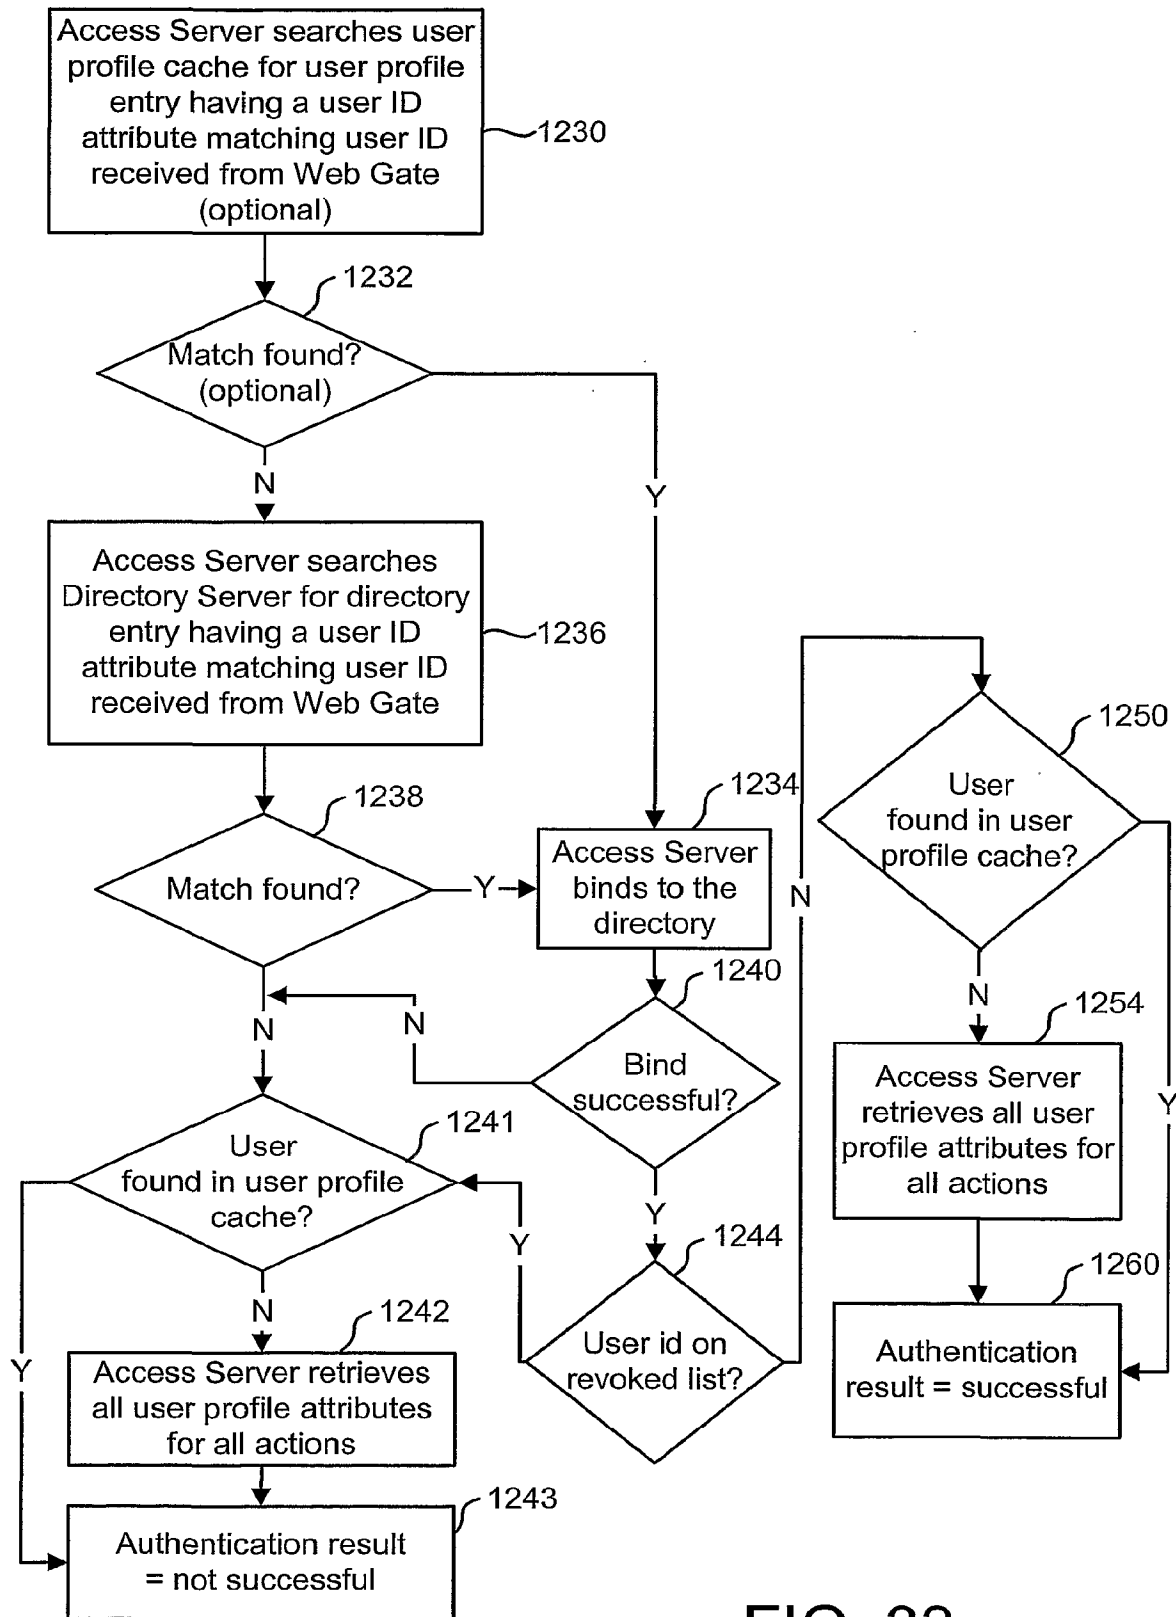 Access Server searches user
profile cache for user profile
entry having a user ID
attribute matching user ID
received from Web Gate
(optional)
1230
1232
Match found?
(optional)
N
Y
Access Server searches
Directory Server for directory
entry having a user ID
attribute matching user ID
received from Web Gate
1236
1238
Match found?
Y
N
1234
Access Server
binds to the
directory
1240
Bind
successful?
N
Y
1241
User
found in user profile
cache?
Y
N
1242
Access Server retrieves
all user profile attributes
for all actions
1243
Authentication result
= not successful
1244
User id on
revoked list?
Y
N
1250
User
found in user
profile cache?
N
Y
1254
Access Server
retrieves all user
profile attributes for
all actions
1260
Authentication
result = successful
FIG.